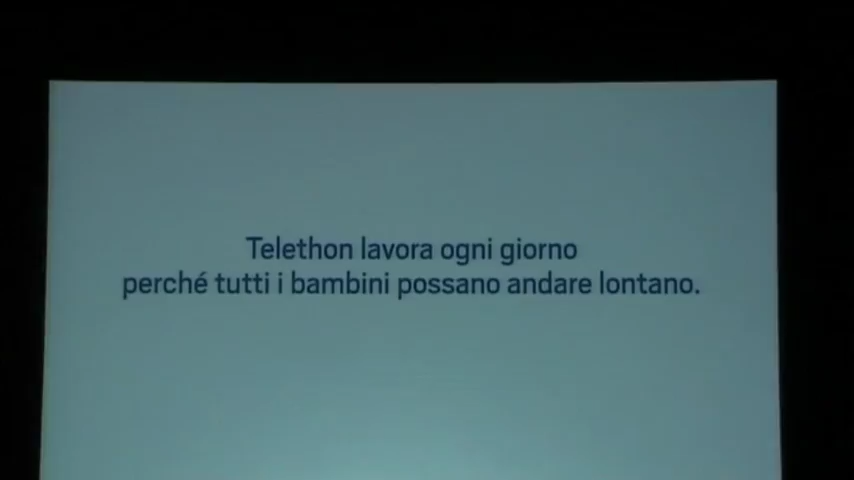 Telethon lavora ogni giorno
perché tutti i bambini possano andare lontano.